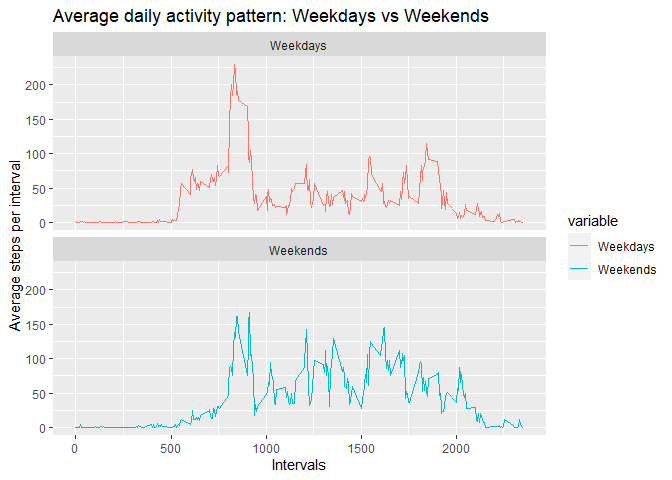 Average daily activity pattern: Weekdays vs Weekends
Weekdays
200
150
100
50
0
Weekends
200
150
100
50
0
0 500 1000 1500 2000
Intervals
Average steps per interval
variable
Weekdays
Weekends